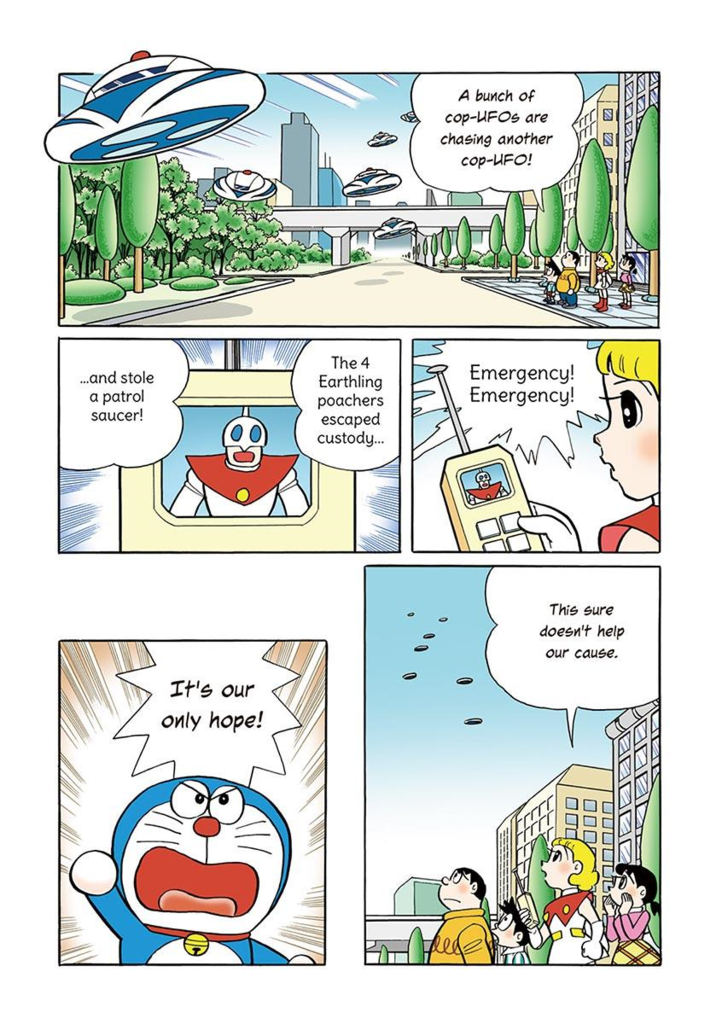 A bunch of
cop-UFOs are
chasing another
cop-UFO!
Emergency!
Emergency!
The 4
Earthling
poachers
escaped
custody...
...and stole
a patrol
saucer!
This sure
doesn't help
our cause.
It's our
only hope!